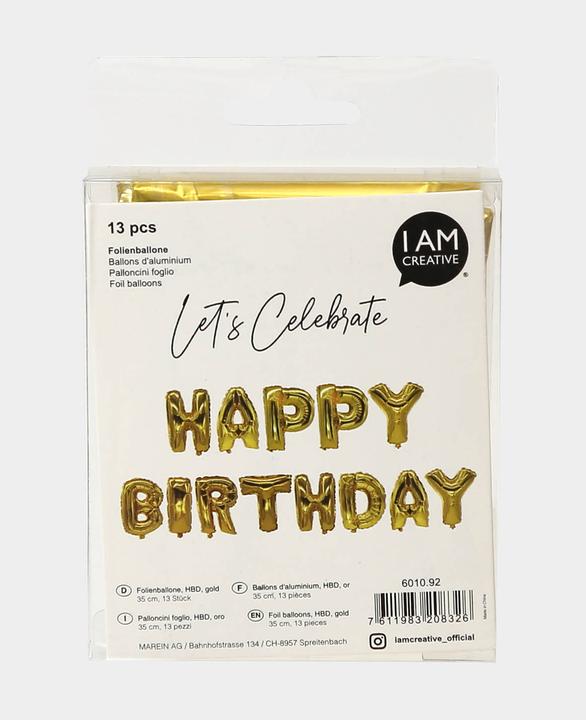 13 pcs
Folienballone
Ballons d'aluminium
Palloncini foglio
Foil balloons
I AM
CREATIVE
®
Let's Celebrate
HAPPY
BIRTHDAY
D Folienballone, HBD, gold
35 cm, 13 Stück
F Ballons d'aluminium, HBD, or
35 cm, 13 pièces
I Palloncini foglio, HBD, oro
35 cm, 13 pezzi
EN Foil balloons, HBD, gold
35 cm, 13 pieces
MAREIN AG / Bahnhofstrasse 134 / CH-8957 Spreitenbach
6010.92
7 611983 208326
Made in China
iamcreative_official